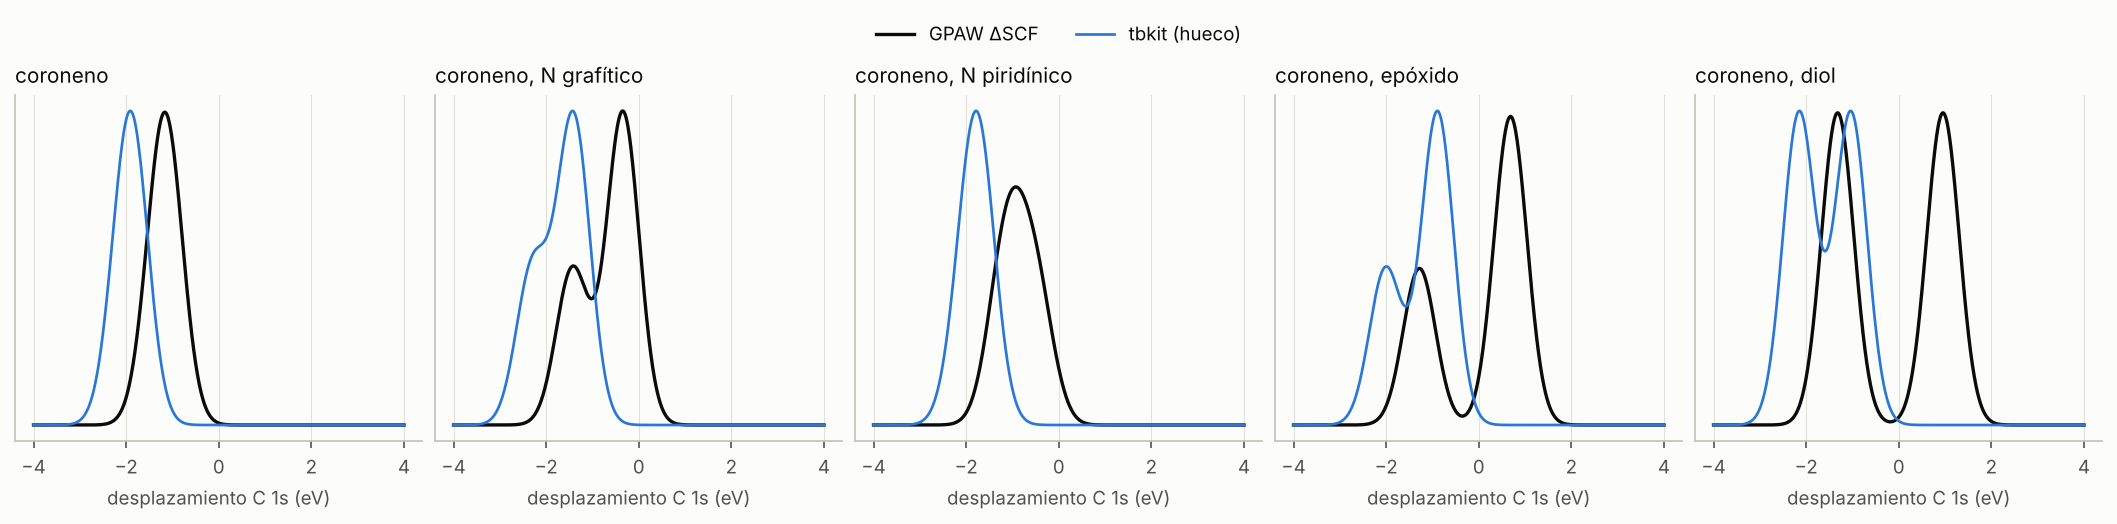 GPAW ΔSCF tbkit (hueco)
coroneno
coroneno, N grafítico
coroneno, N piridínico
coroneno, epóxido
coroneno, diol
−4 −2 0 2 4
−4 −2 0 2 4
−4 −2 0 2 4
−4 −2 0 2 4
−4 −2 0 2 4
desplazamiento C 1s (eV)
desplazamiento C 1s (eV)
desplazamiento C 1s (eV)
desplazamiento C 1s (eV)
desplazamiento C 1s (eV)